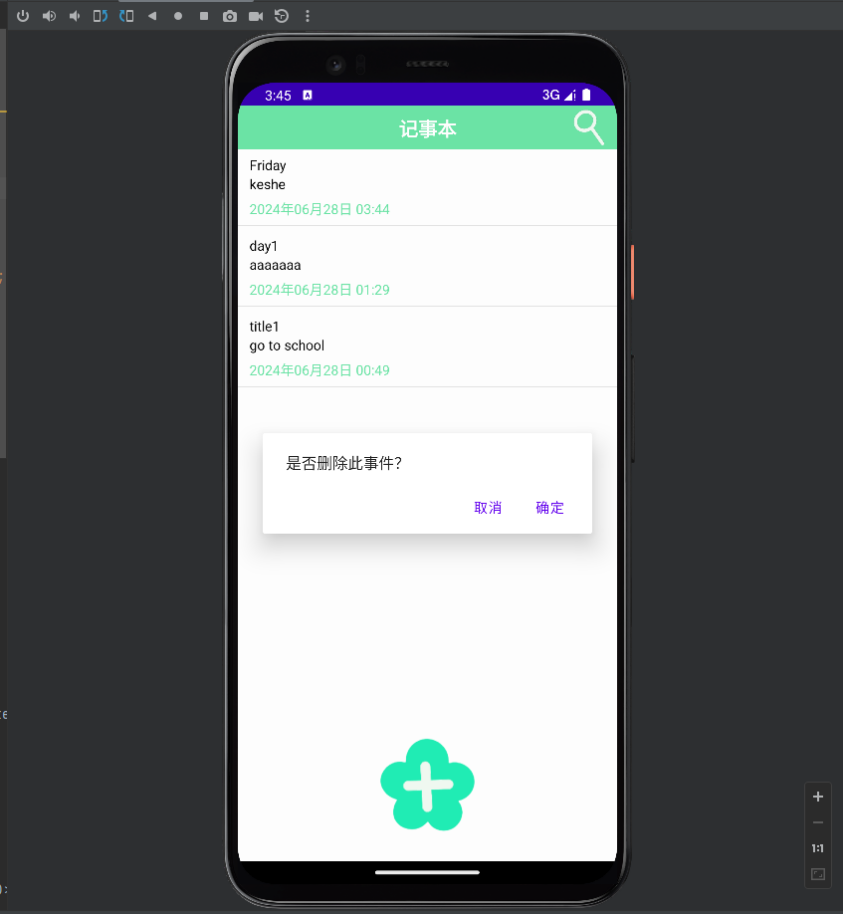 3:45
3G
记事本
Friday
keshe
2024年06月28日 03:44
day1
aaaaaaa
2024年06月28日 01:29
title1
go to school
2024年06月28日 00:49
是否删除此事件?
取消 确定
1:1